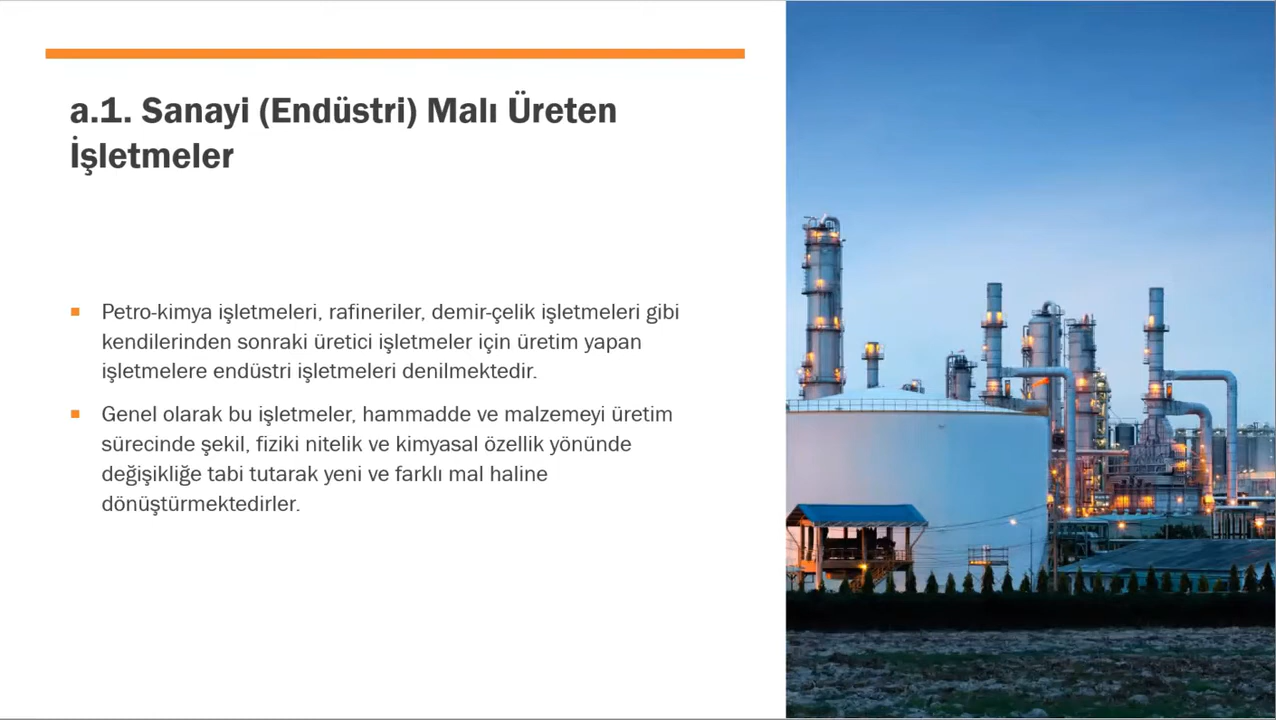 a.1. Sanayi (Endüstri) Malı Üreten
İşletmeler
Petro-kimya işletmeleri, rafineriler, demir-çelik işletmeleri gibi
kendilerinden sonraki üretici işletmeler için üretim yapan
işletmelere endüstri işletmeleri denilmektedir.
Genel olarak bu işletmeler, hammadde ve malzemeyi üretim
sürecinde şekil, fiziki nitelik ve kimyasal özellik yönünde
değişikliğe tabi tutarak yeni ve farklı mal haline
dönüştürmektedirler.